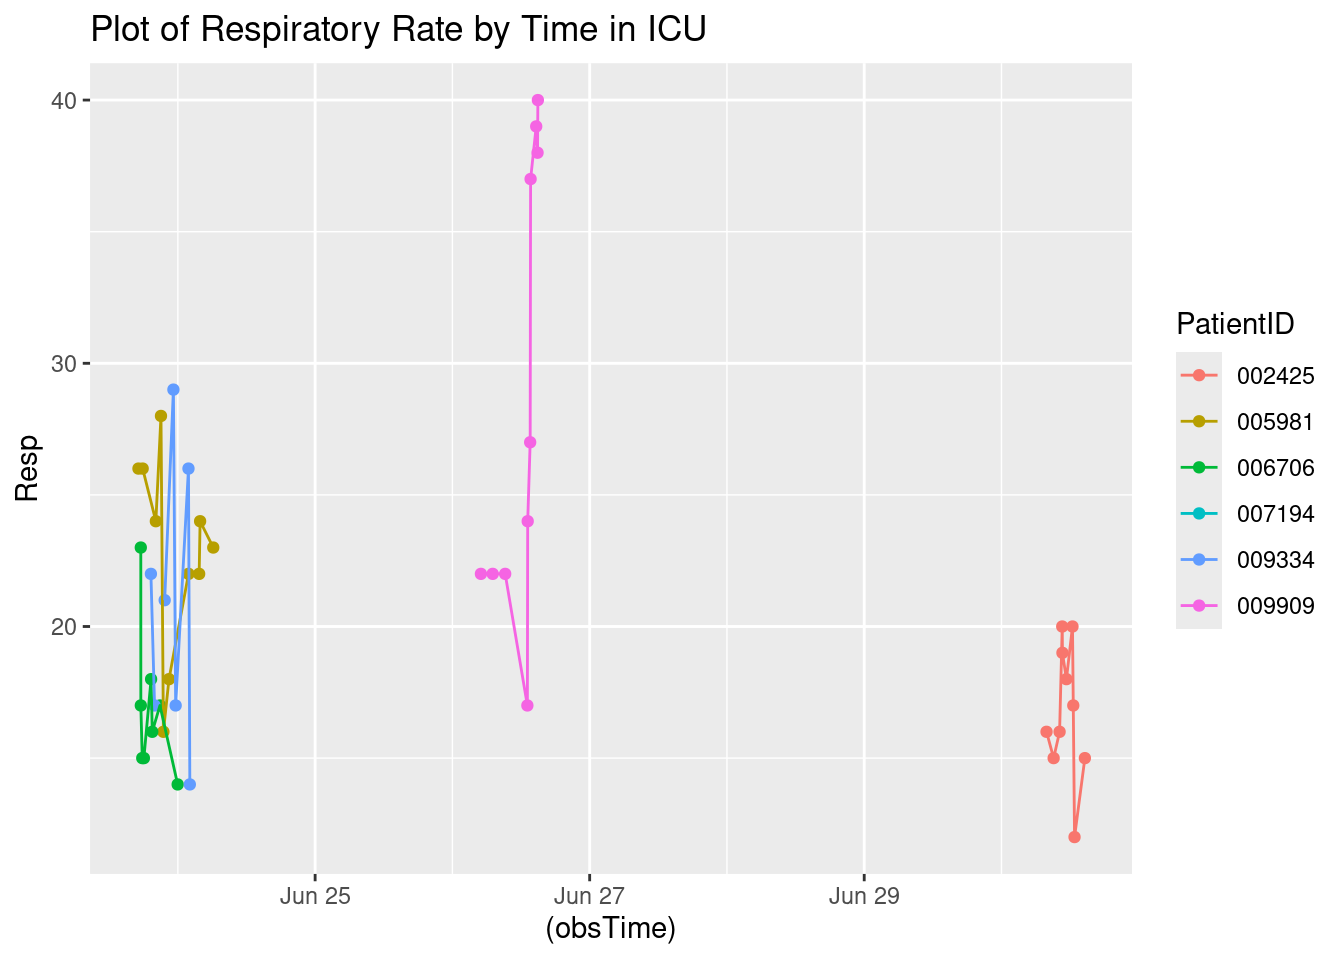 Plot of Respiratory Rate by Time in ICU
40
30
20
Resp
Jun 25
Jun 27
Jun 29
(obsTime)
PatientID
002425
005981
006706
007194
009334
009909